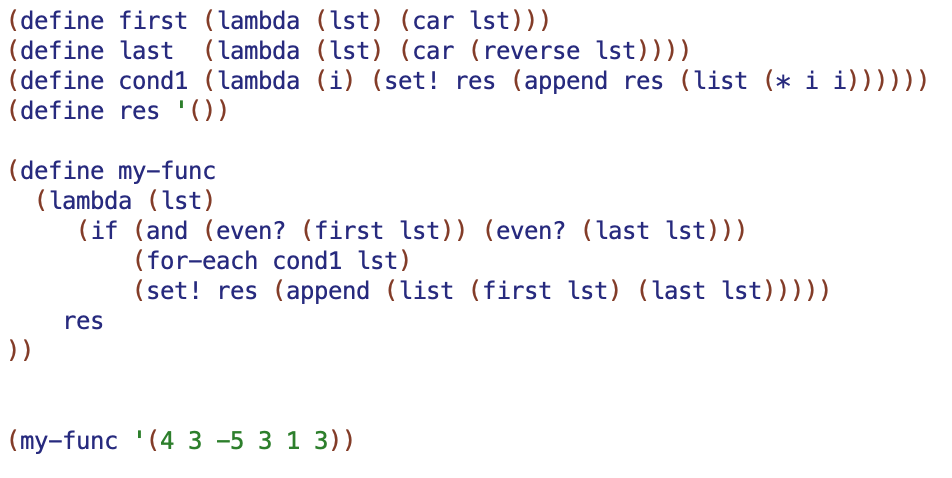 (define first (lambda (lst) (car lst)))
(define last  (lambda (lst) (car (reverse lst))))
(define cond1 (lambda (i) (set! res (append res (list (* i i))))))
(define res '())

(define my-func
  (lambda (lst)
     (if (and (even? (first lst)) (even? (last lst)))
         (for-each cond1 lst)
         (set! res (append (list (first lst) (last lst)))))
    res
))

(my-func '(4 3 -5 3 1 3))